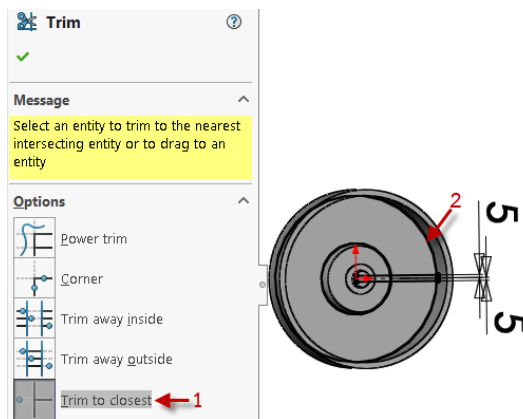 Trim
?
Message
Select an entity to trim to the nearest
intersecting entity or to drag to an
entity
Options
Power trim
Corner
Trim away inside
Trim away outside
Trim to closest
1
2
5
5